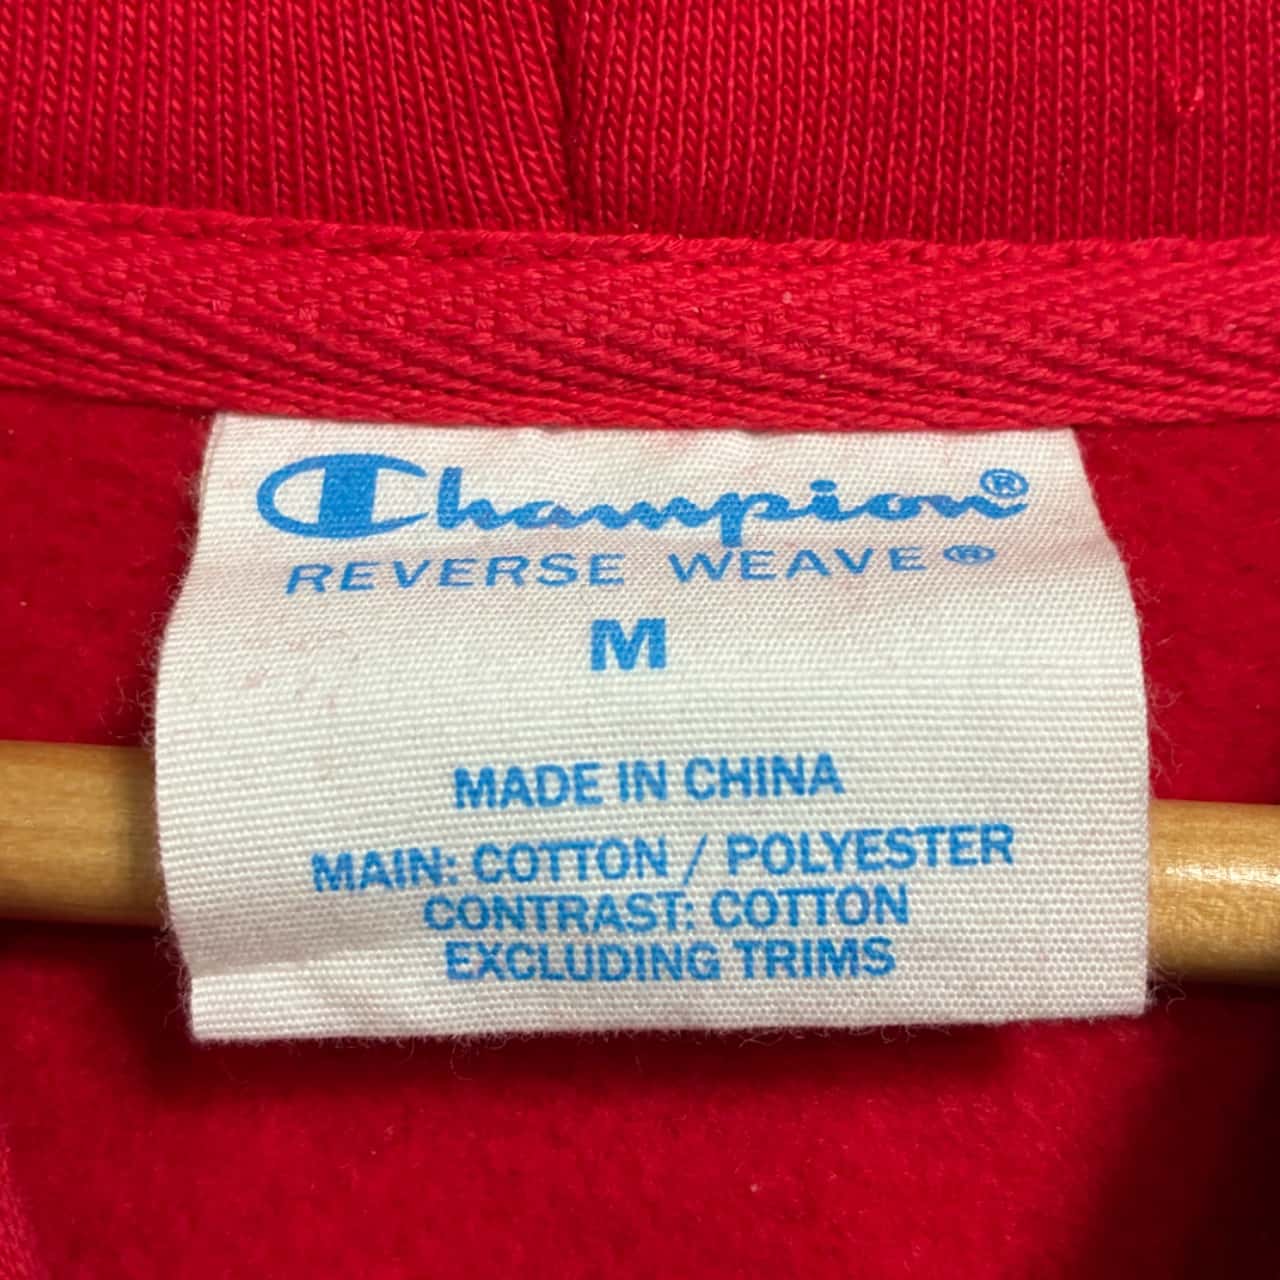 Champion®
REVERSE WEAVE®
M
MADE IN CHINA
MAIN: COTTON / POLYESTER
CONTRAST: COTTON
EXCLUDING TRIMS